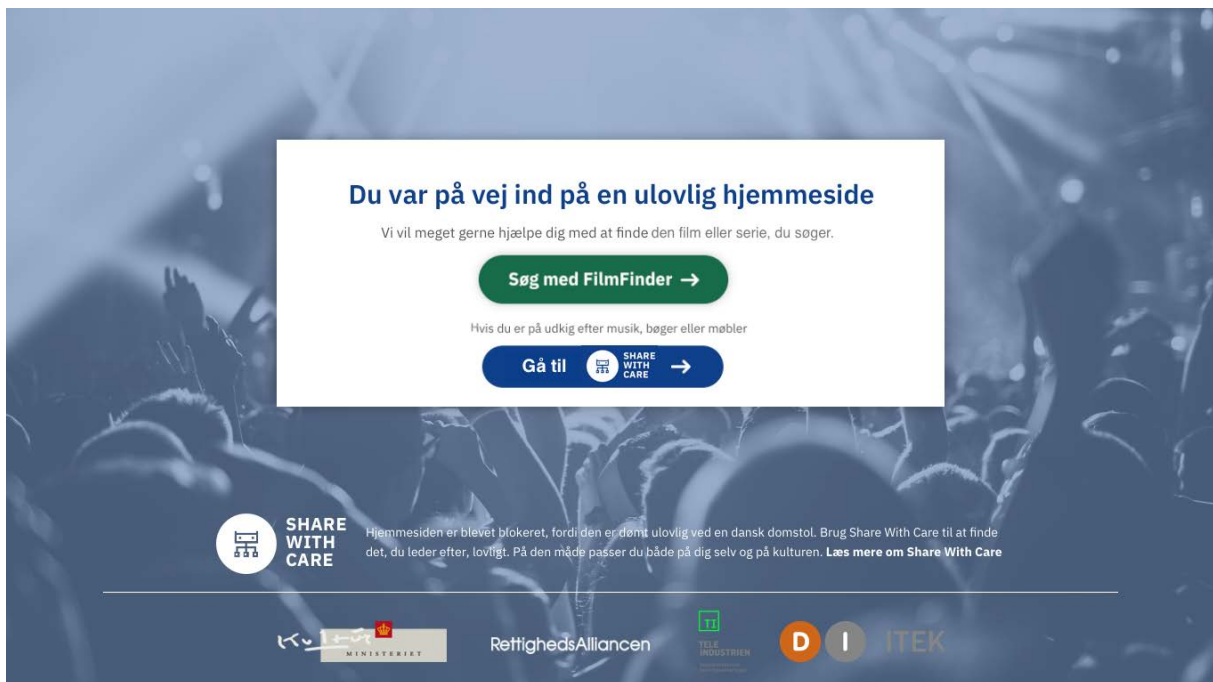 Du var på vej ind på en ulovlig hjemmeside
Vi vil meget gerne hjælpe dig med at finde den film eller serie, du søger.
Søg med FilmFinder →
Hvis du er på udkig efter musik, bøger eller møbler
Gå til SHARE WITH CARE →
SHARE
WITH
CARE
Hjemmesiden er blevet blokeret, fordi den er dømt ulovlig ved en dansk domstol. Brug Share With Care til at finde
det, du leder efter, lovligt. På den måde passer du både på dig selv og på kulturen. Læs mere om Share With Care
Kultur
MINISTERIET
RettighedsAlliancen
TI
TELE
INDUSTRIEN
D I ITEK